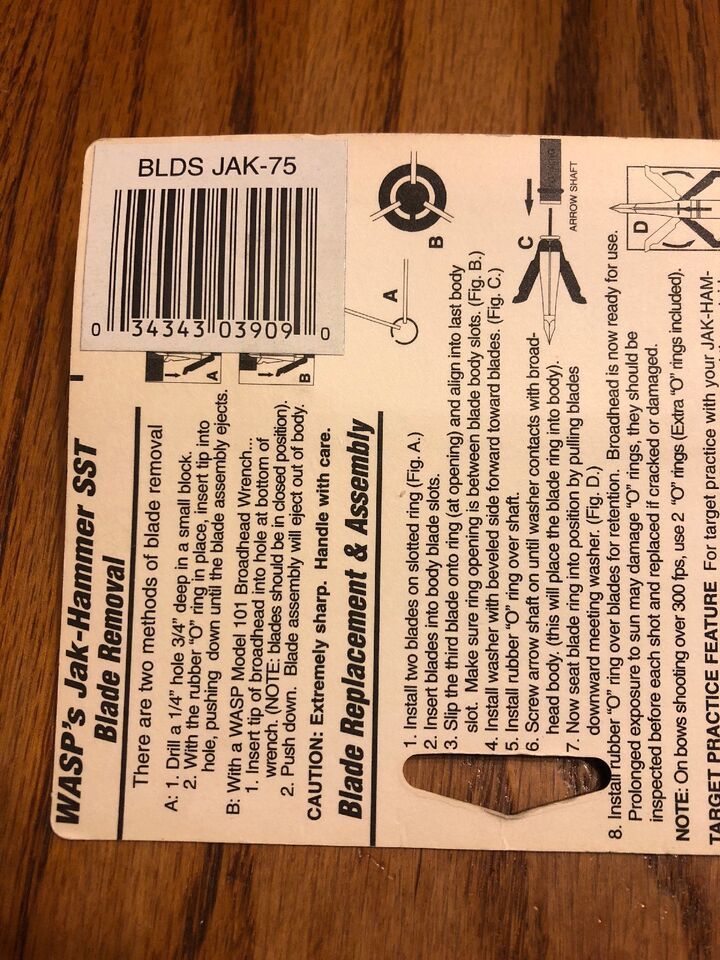 BLDS JAK-75
0 34343 03909 0
WASP's Jak-Hammer SST
Blade Removal
There are two methods of blade removal
A: 1. Drill a 1/4" hole 3/4" deep in a small block.
2. With the rubber "O" ring in place, insert tip into
hole, pushing down until the blade assembly ejects.
B: With a WASP Model 101 Broadhead Wrench...
1. Insert tip of broadhead into hole at bottom of
wrench. (NOTE: blades should be in closed position).
2. Push down. Blade assembly will eject out of body.
CAUTION: Extremely sharp. Handle with care.
A
B
Blade Replacement & Assembly
1. Install two blades on slotted ring (Fig. A.)
2. Insert blades into body blade slots.
3. Slip the third blade onto ring (at opening) and align into last body
slot. Make sure ring opening is between blade body slots. (Fig. B.)
4. Install washer with beveled side forward toward blades. (Fig. C.)
5. Install rubber "O" ring over shaft.
6. Screw arrow shaft on until washer contacts with broad-
head body. (this will place the blade ring into body).
7. Now seat blade ring into position by pulling blades
downward meeting washer. (Fig. D.)
8. Install rubber "O" ring over blades for retention. Broadhead is now ready for use.
Prolonged exposure to sun may damage "O" rings, they should be
inspected before each shot and replaced if cracked or damaged.
NOTE: On bows shooting over 300 fps, use 2 "O" rings (Extra "O" rings included).
TARGET PRACTICE FEATURE For target practice with your JAK-HAM-
A
B
C
ARROW SHAFT
D